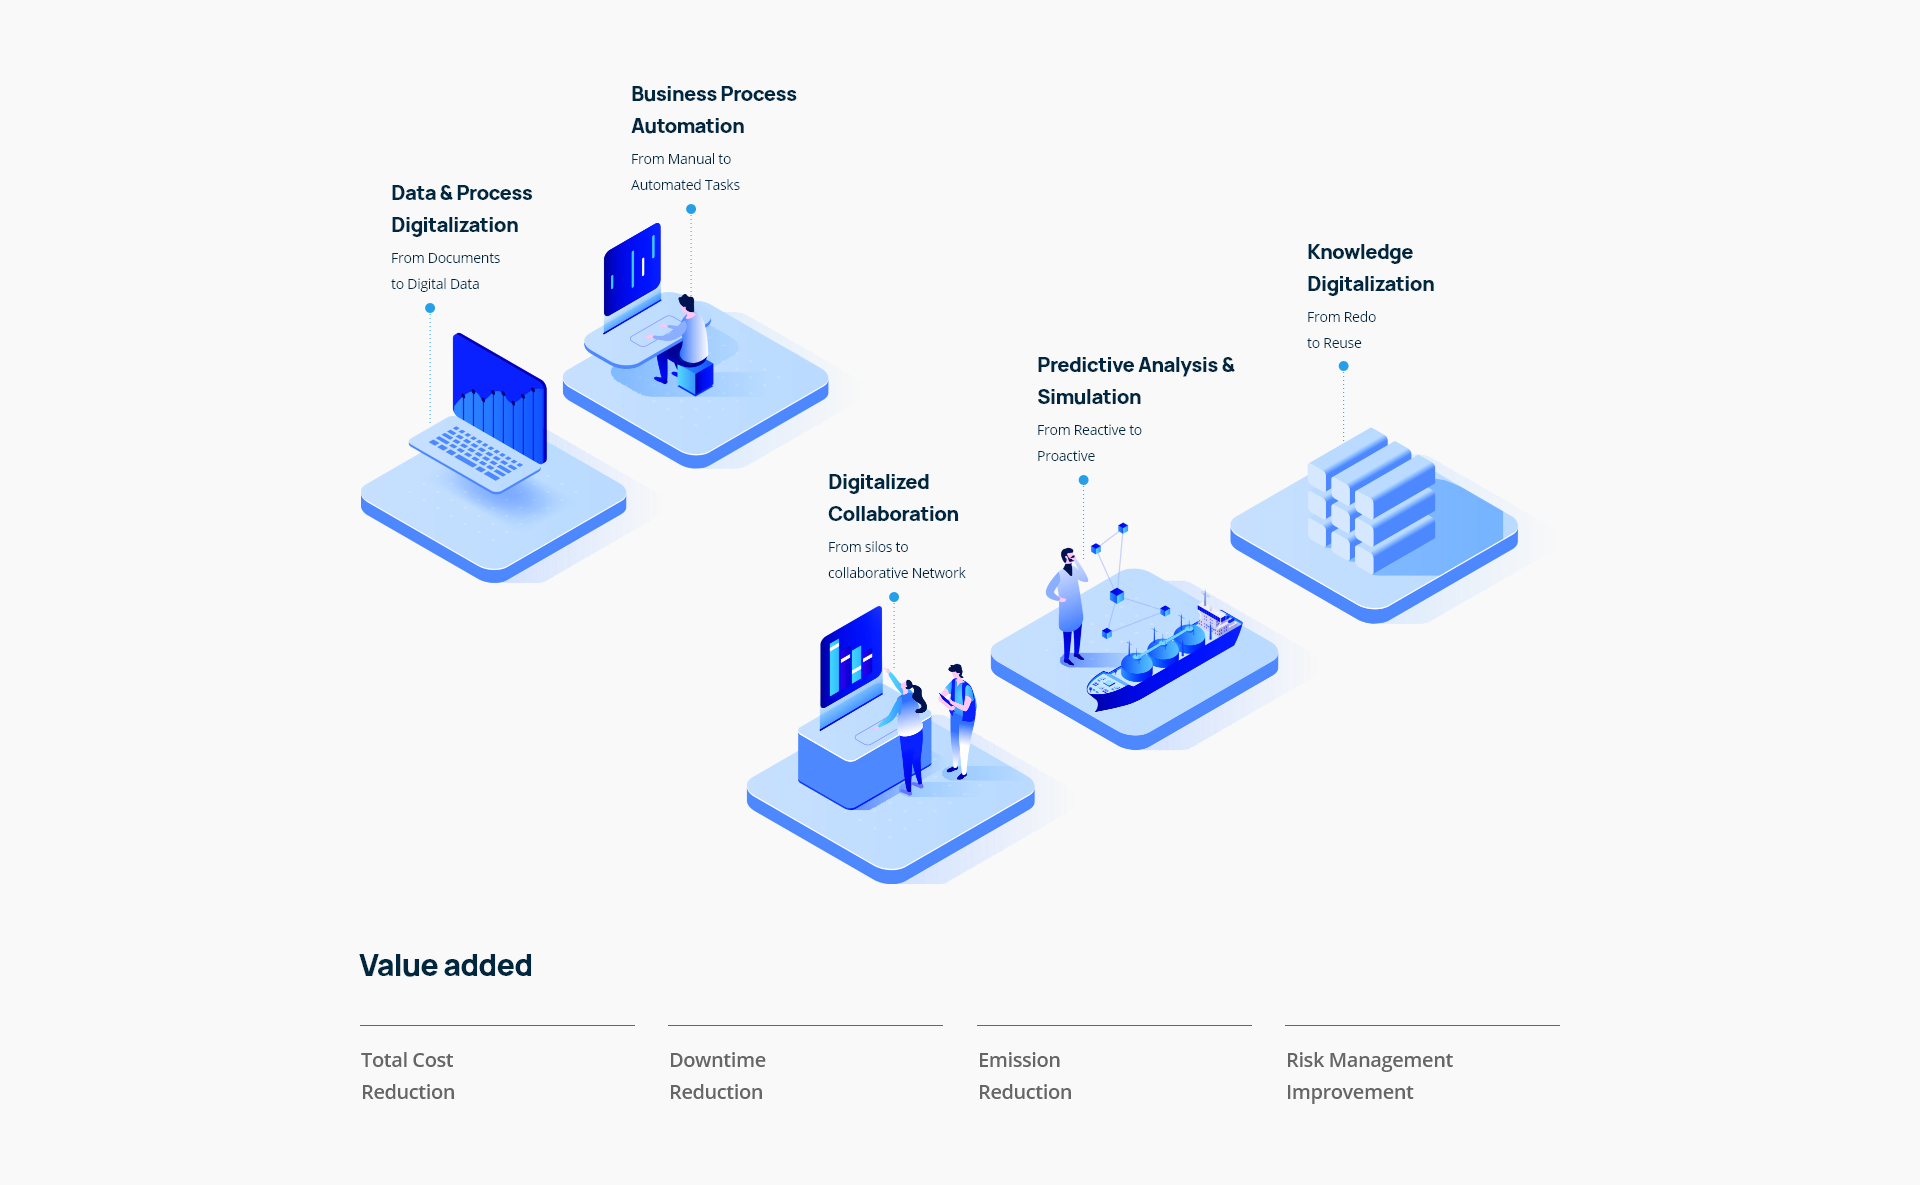 Data & Process
Digitalization
From Documents
to Digital Data
Business Process
Automation
From Manual to
Automated Tasks
Digitalized
Collaboration
From silos to
collaborative Network
Predictive Analysis &
Simulation
From Reactive to
Proactive
Knowledge
Digitalization
From Redo
to Reuse
Value added
Total Cost
Reduction
Downtime
Reduction
Emission
Reduction
Risk Management
Improvement